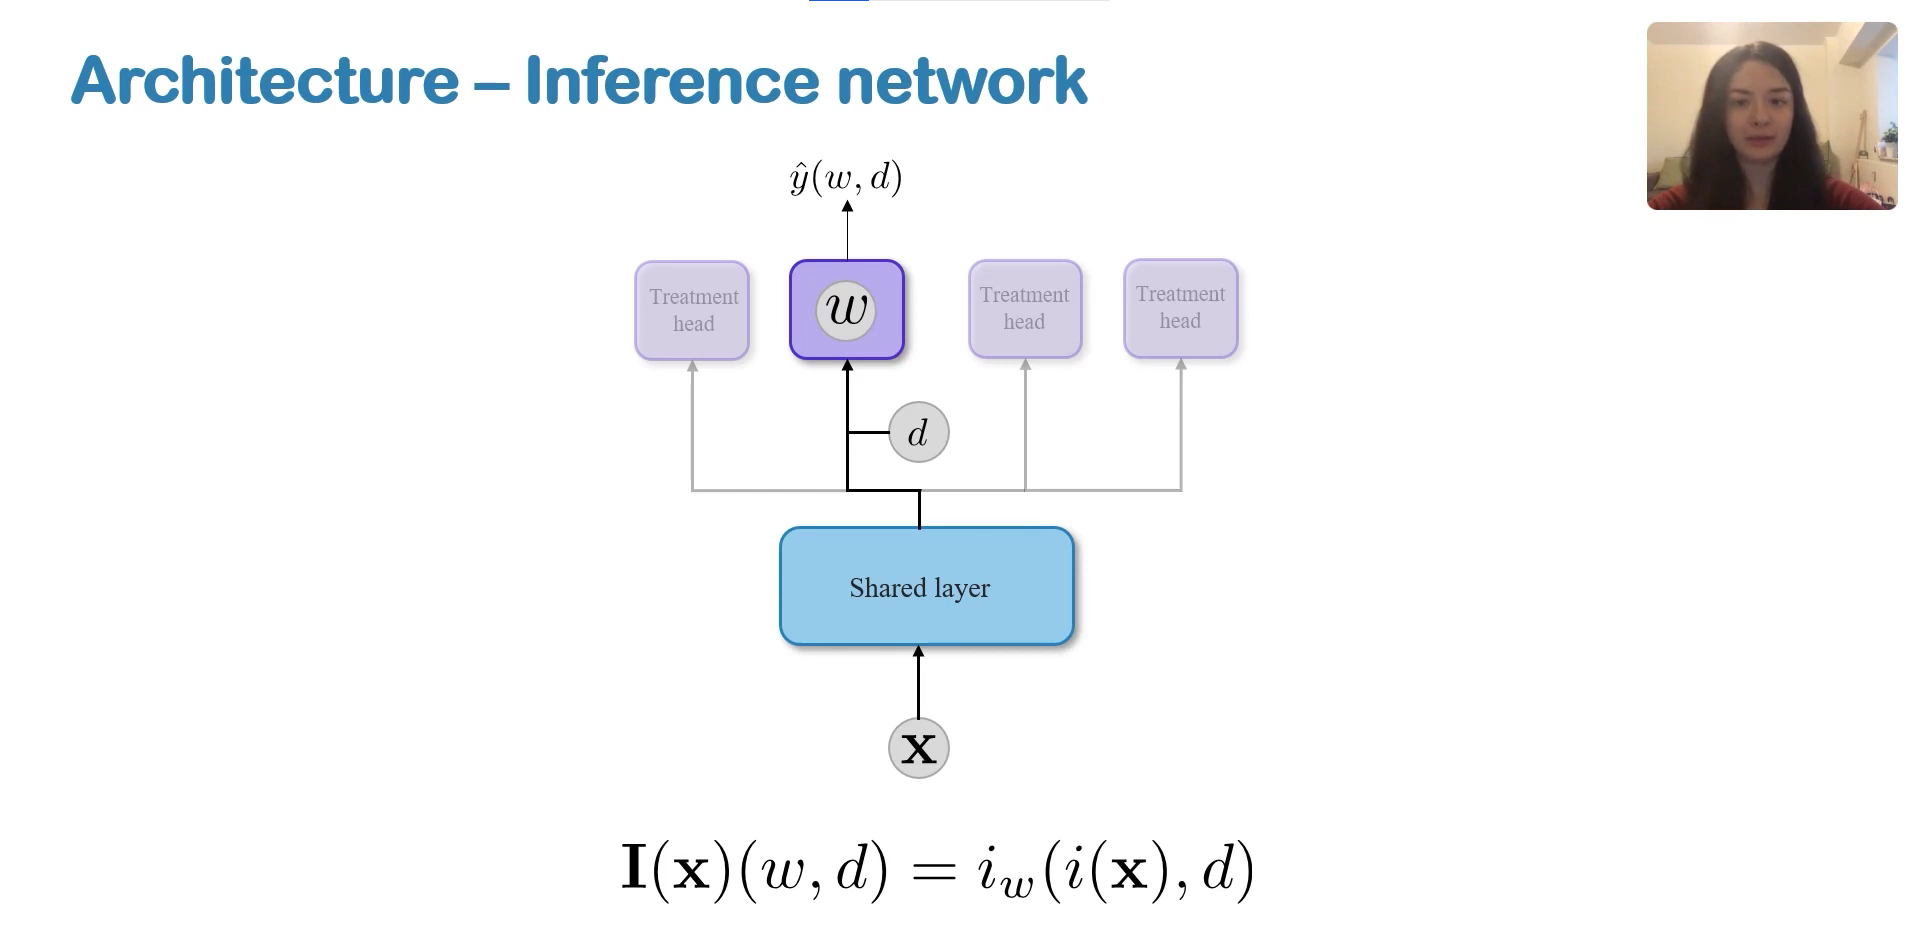 Architecture – Inference network
ŷ(w, d)
Treatment head
w
Treatment head
Treatment head
d
Shared layer
x
I(x)(w, d) = i_w(i(x), d)